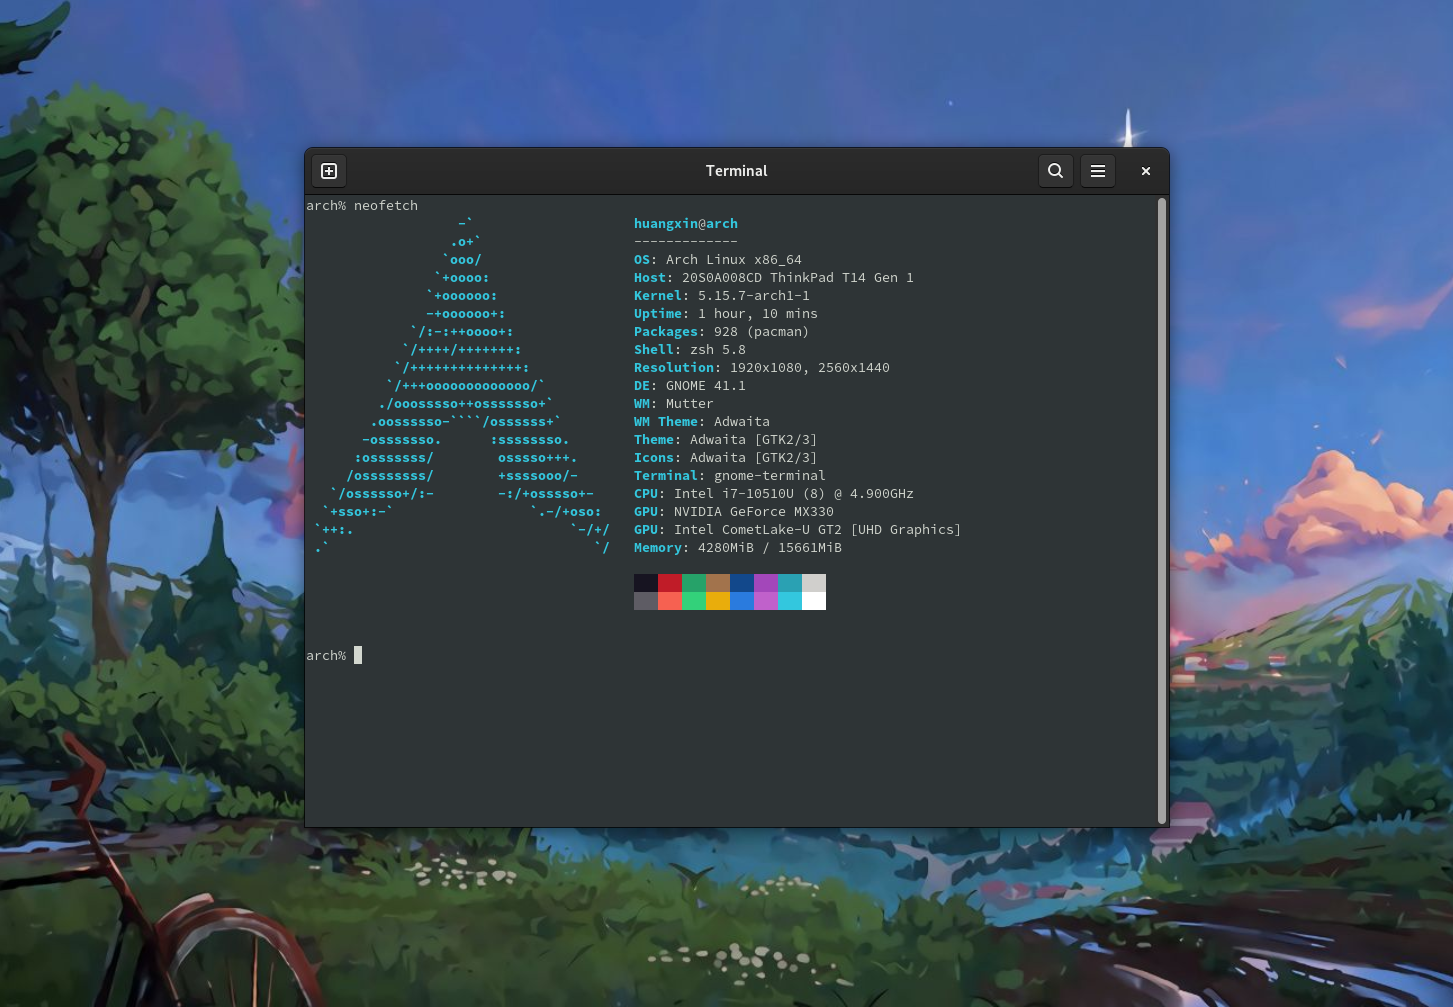 Terminal
arch% neofetch
-`                    huangxin@arch
.o+`                   -------------
`ooo/                   OS: Arch Linux x86_64
`+oooo:                  Host: 20S0A008CD ThinkPad T14 Gen 1
`+oooooo:                 Kernel: 5.15.7-arch1-1
-+oooooo+:                Uptime: 1 hour, 10 mins
`/:-:++oooo+:               Packages: 928 (pacman)
`/++++/+++++++:              Shell: zsh 5.8
`/++++++++++++++:             Resolution: 1920x1080, 2560x1440
`/+++ooooooooooooo/`           DE: GNOME 41.1
./ooosssso++osssssso+`          WM: Mutter
.oossssso-````/ossssss+`         WM Theme: Adwaita
-osssssso.      :ssssssso.        Theme: Adwaita [GTK2/3]
:osssssss/        osssso+++.       Icons: Adwaita [GTK2/3]
/ossssssss/        +ssssooo/-       Terminal: gnome-terminal
`/ossssso+/:-        -:/+osssso+-     CPU: Intel i7-10510U (8) @ 4.900GHz
`+sso+:-`                 `.-/+oso:    GPU: NVIDIA GeForce MX330
`++:.                           `-/+/   GPU: Intel CometLake-U GT2 [UHD Graphics]
.`                                 `/   Memory: 4280MiB / 15661MiB
arch%